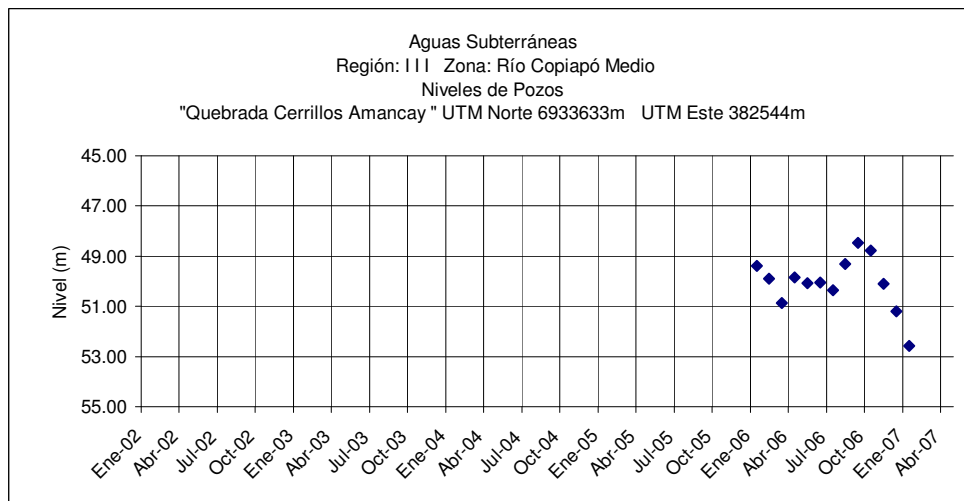 Aguas Subterráneas
Región: III Zona: Río Copiapó Medio
Niveles de Pozos
"Quebrada Cerrillos Amancay " UTM Norte 6933633m UTM Este 382544m
45.00
47.00
49.00
51.00
53.00
55.00
Nivel (m)
Ene-02
Abr-02
Jul-02
Oct-02
Ene-03
Abr-03
Jul-03
Oct-03
Ene-04
Abr-04
Jul-04
Oct-04
Ene-05
Abr-05
Jul-05
Oct-05
Ene-06
Abr-06
Jul-06
Oct-06
Ene-07
Abr-07